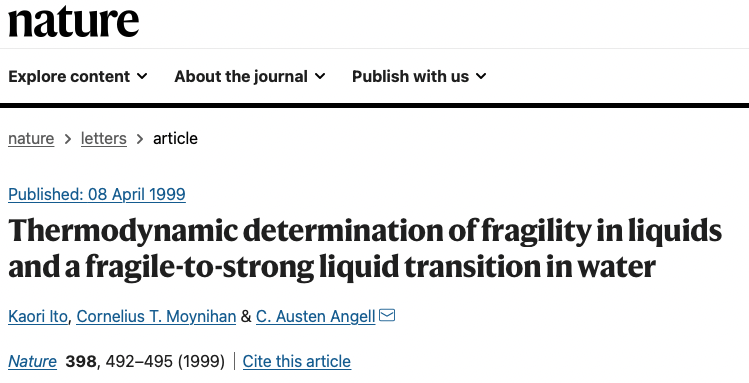 nature
Explore content About the journal Publish with us
nature > letters > article
Published: 08 April 1999
Thermodynamic determination of fragility in liquids
and a fragile-to-strong liquid transition in water
Kaori Ito, Cornelius T. Moynihan & C. Austen Angell
Nature 398, 492–495 (1999) | Cite this article